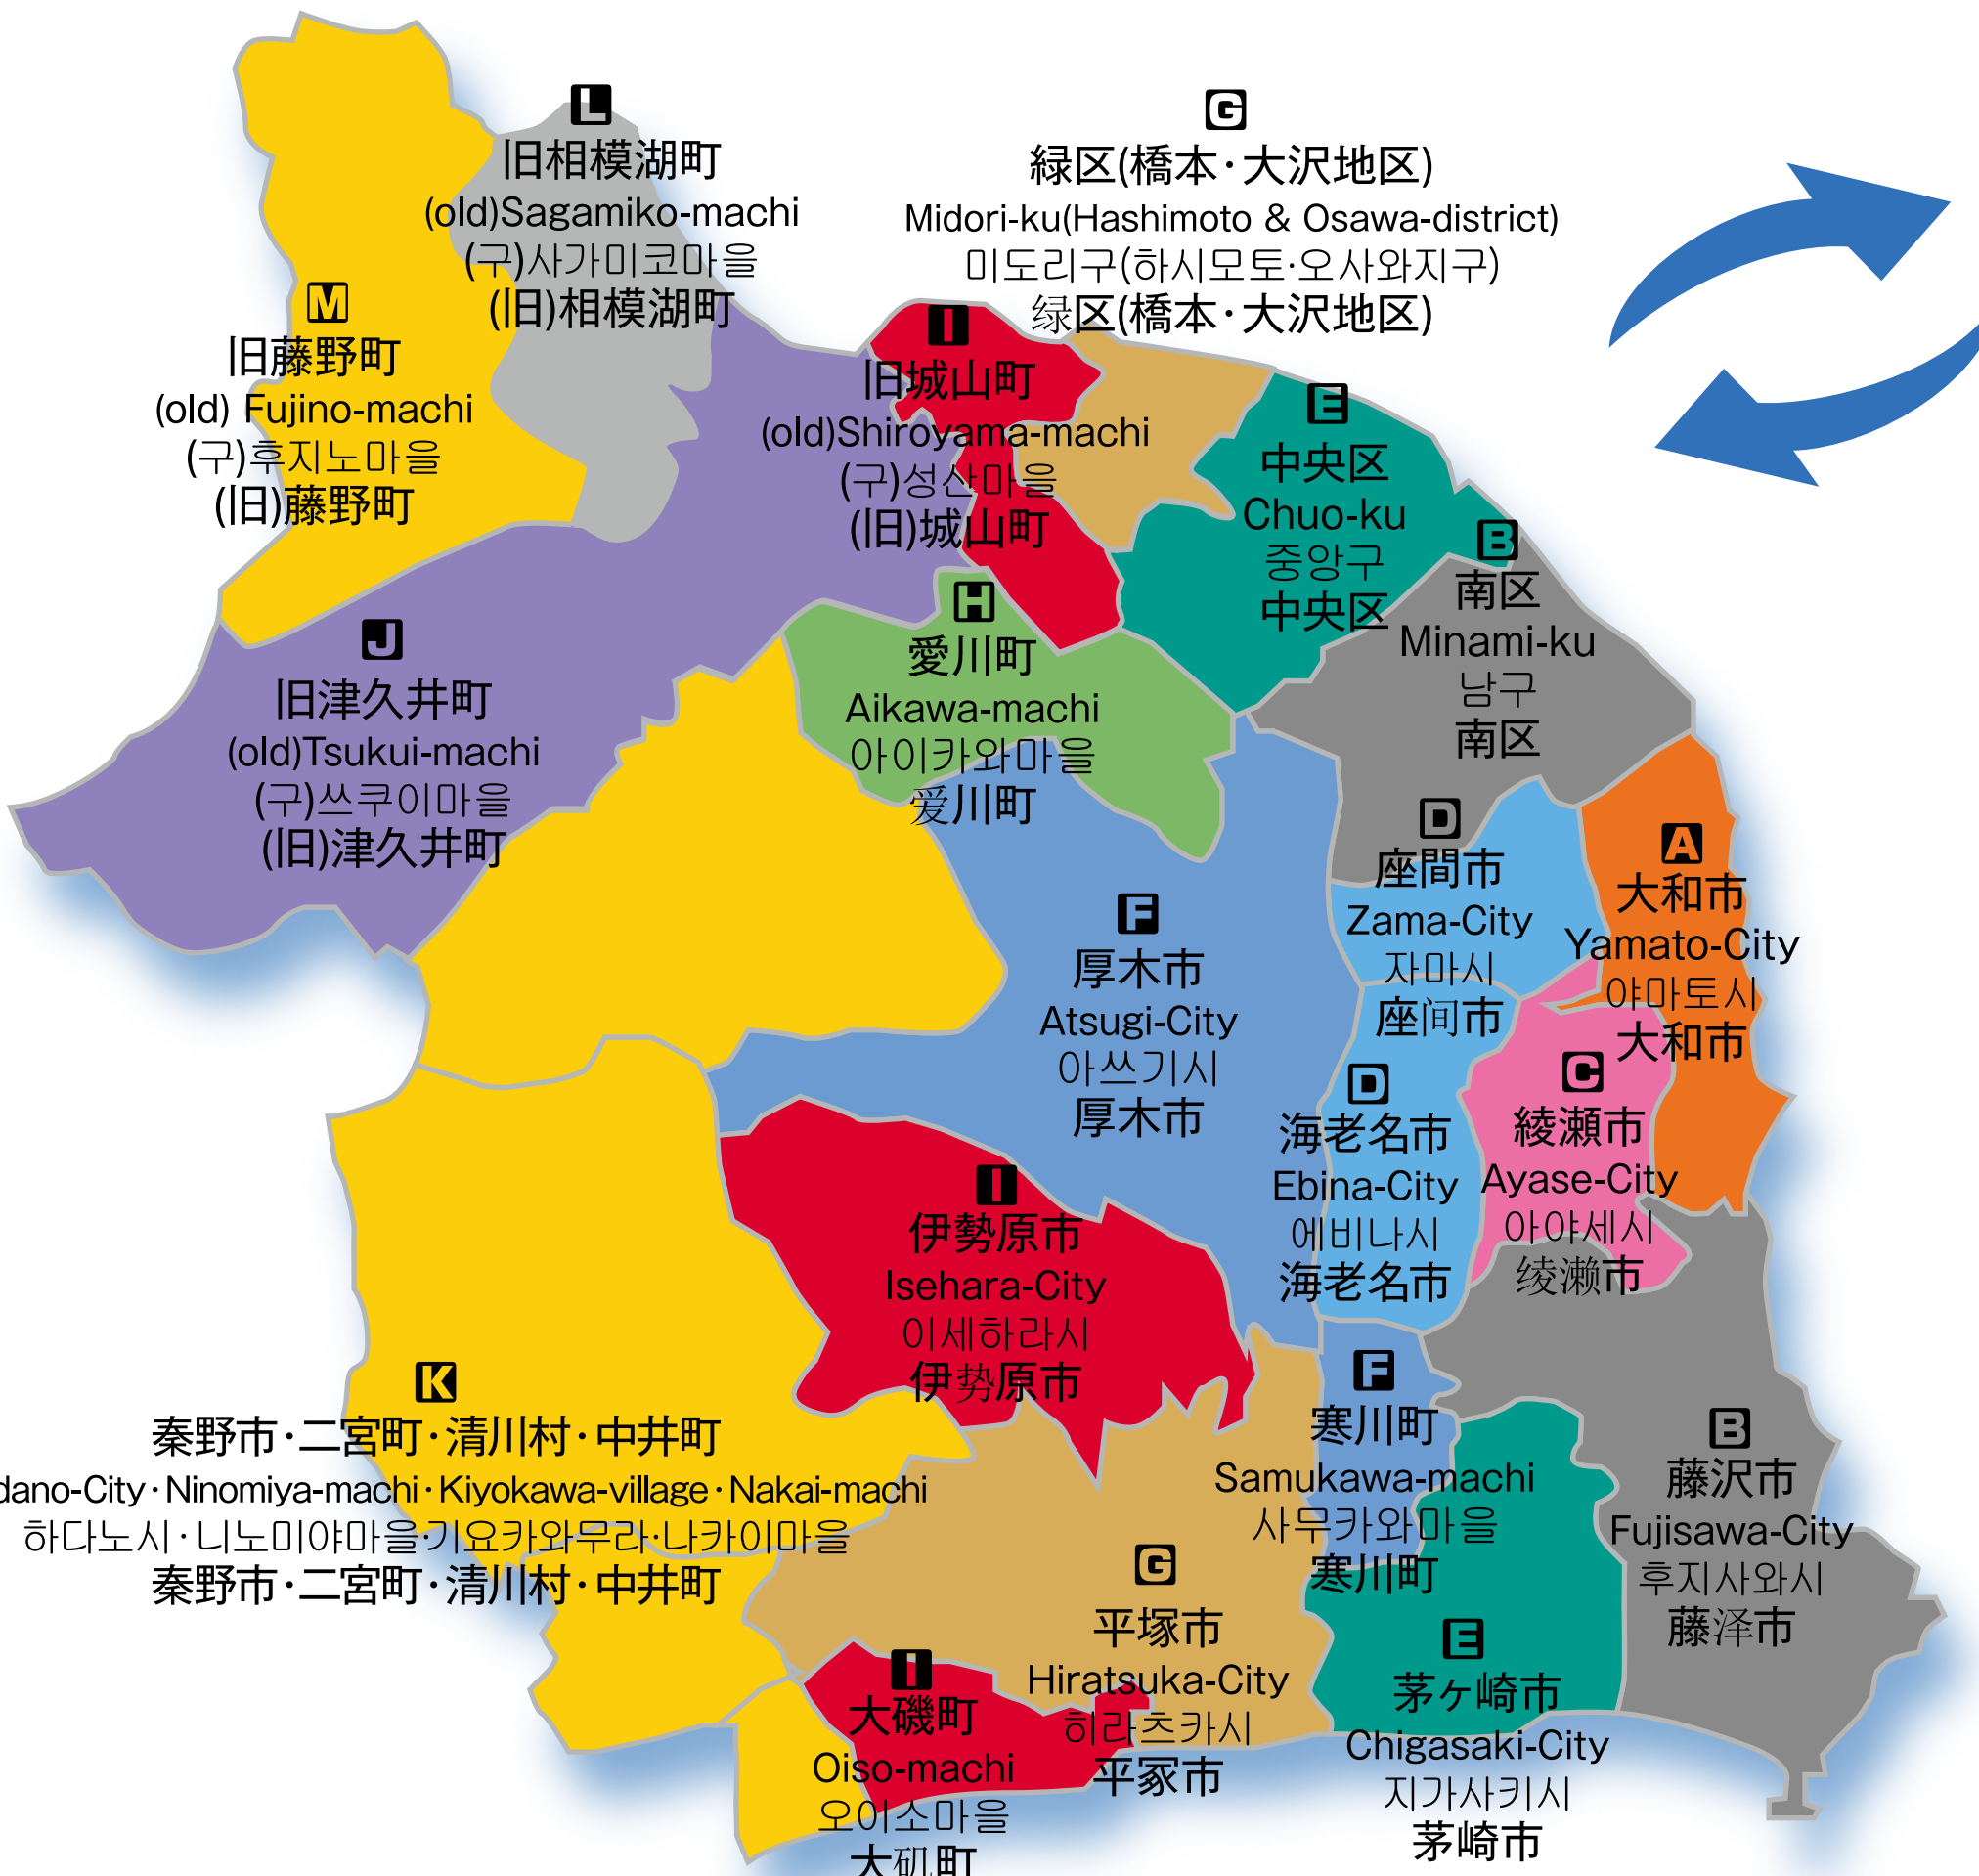 L
旧相模湖町
(old)Sagamiko-machi
(구)사가미코마을
(旧)相模湖町
G
緑区(橋本·大沢地区)
Midori-ku(Hashimoto & Osawa-district)
미도리구(하시모토·오사와지구)
绿区(橋本·大沢地区)
M
旧藤野町
(old) Fujino-machi
(구)후지노마을
(旧)藤野町
I
旧城山町
(old)Shiroyama-machi
(구)성산마을
(旧)城山町
E
中央区
Chuo-ku
중앙구
中央区
B
南区
Minami-ku
남구
南区
H
愛川町
Aikawa-machi
아이카와마을
爱川町
J
旧津久井町
(old)Tsukui-machi
(구)쓰쿠이마을
(旧)津久井町
D
座間市
Zama-City
자마시
座间市
A
大和市
Yamato-City
야마토시
大和市
F
厚木市
Atsugi-City
아쓰기시
厚木市
D
海老名市
Ebina-City
에비나시
海老名市
C
綾瀬市
Ayase-City
아야세시
绫濑市
I
伊勢原市
Isehara-City
이세하라시
伊势原市
K
秦野市·二宮町·清川村·中井町
dano-City·Ninomiya-machi·Kiyokawa-village·Nakai-machi
하다노시·니노미야마을·기요카와무라·나카이마을
秦野市·二宮町·清川村·中井町
F
寒川町
Samukawa-machi
사무카와마을
寒川町
B
藤沢市
Fujisawa-City
후지사와시
藤泽市
G
平塚市
Hiratsuka-City
히라츠카시
平冢市
E
茅ヶ崎市
Chigasaki-City
지가사키시
茅崎市
I
大磯町
Oiso-machi
오이소마을
大矶町